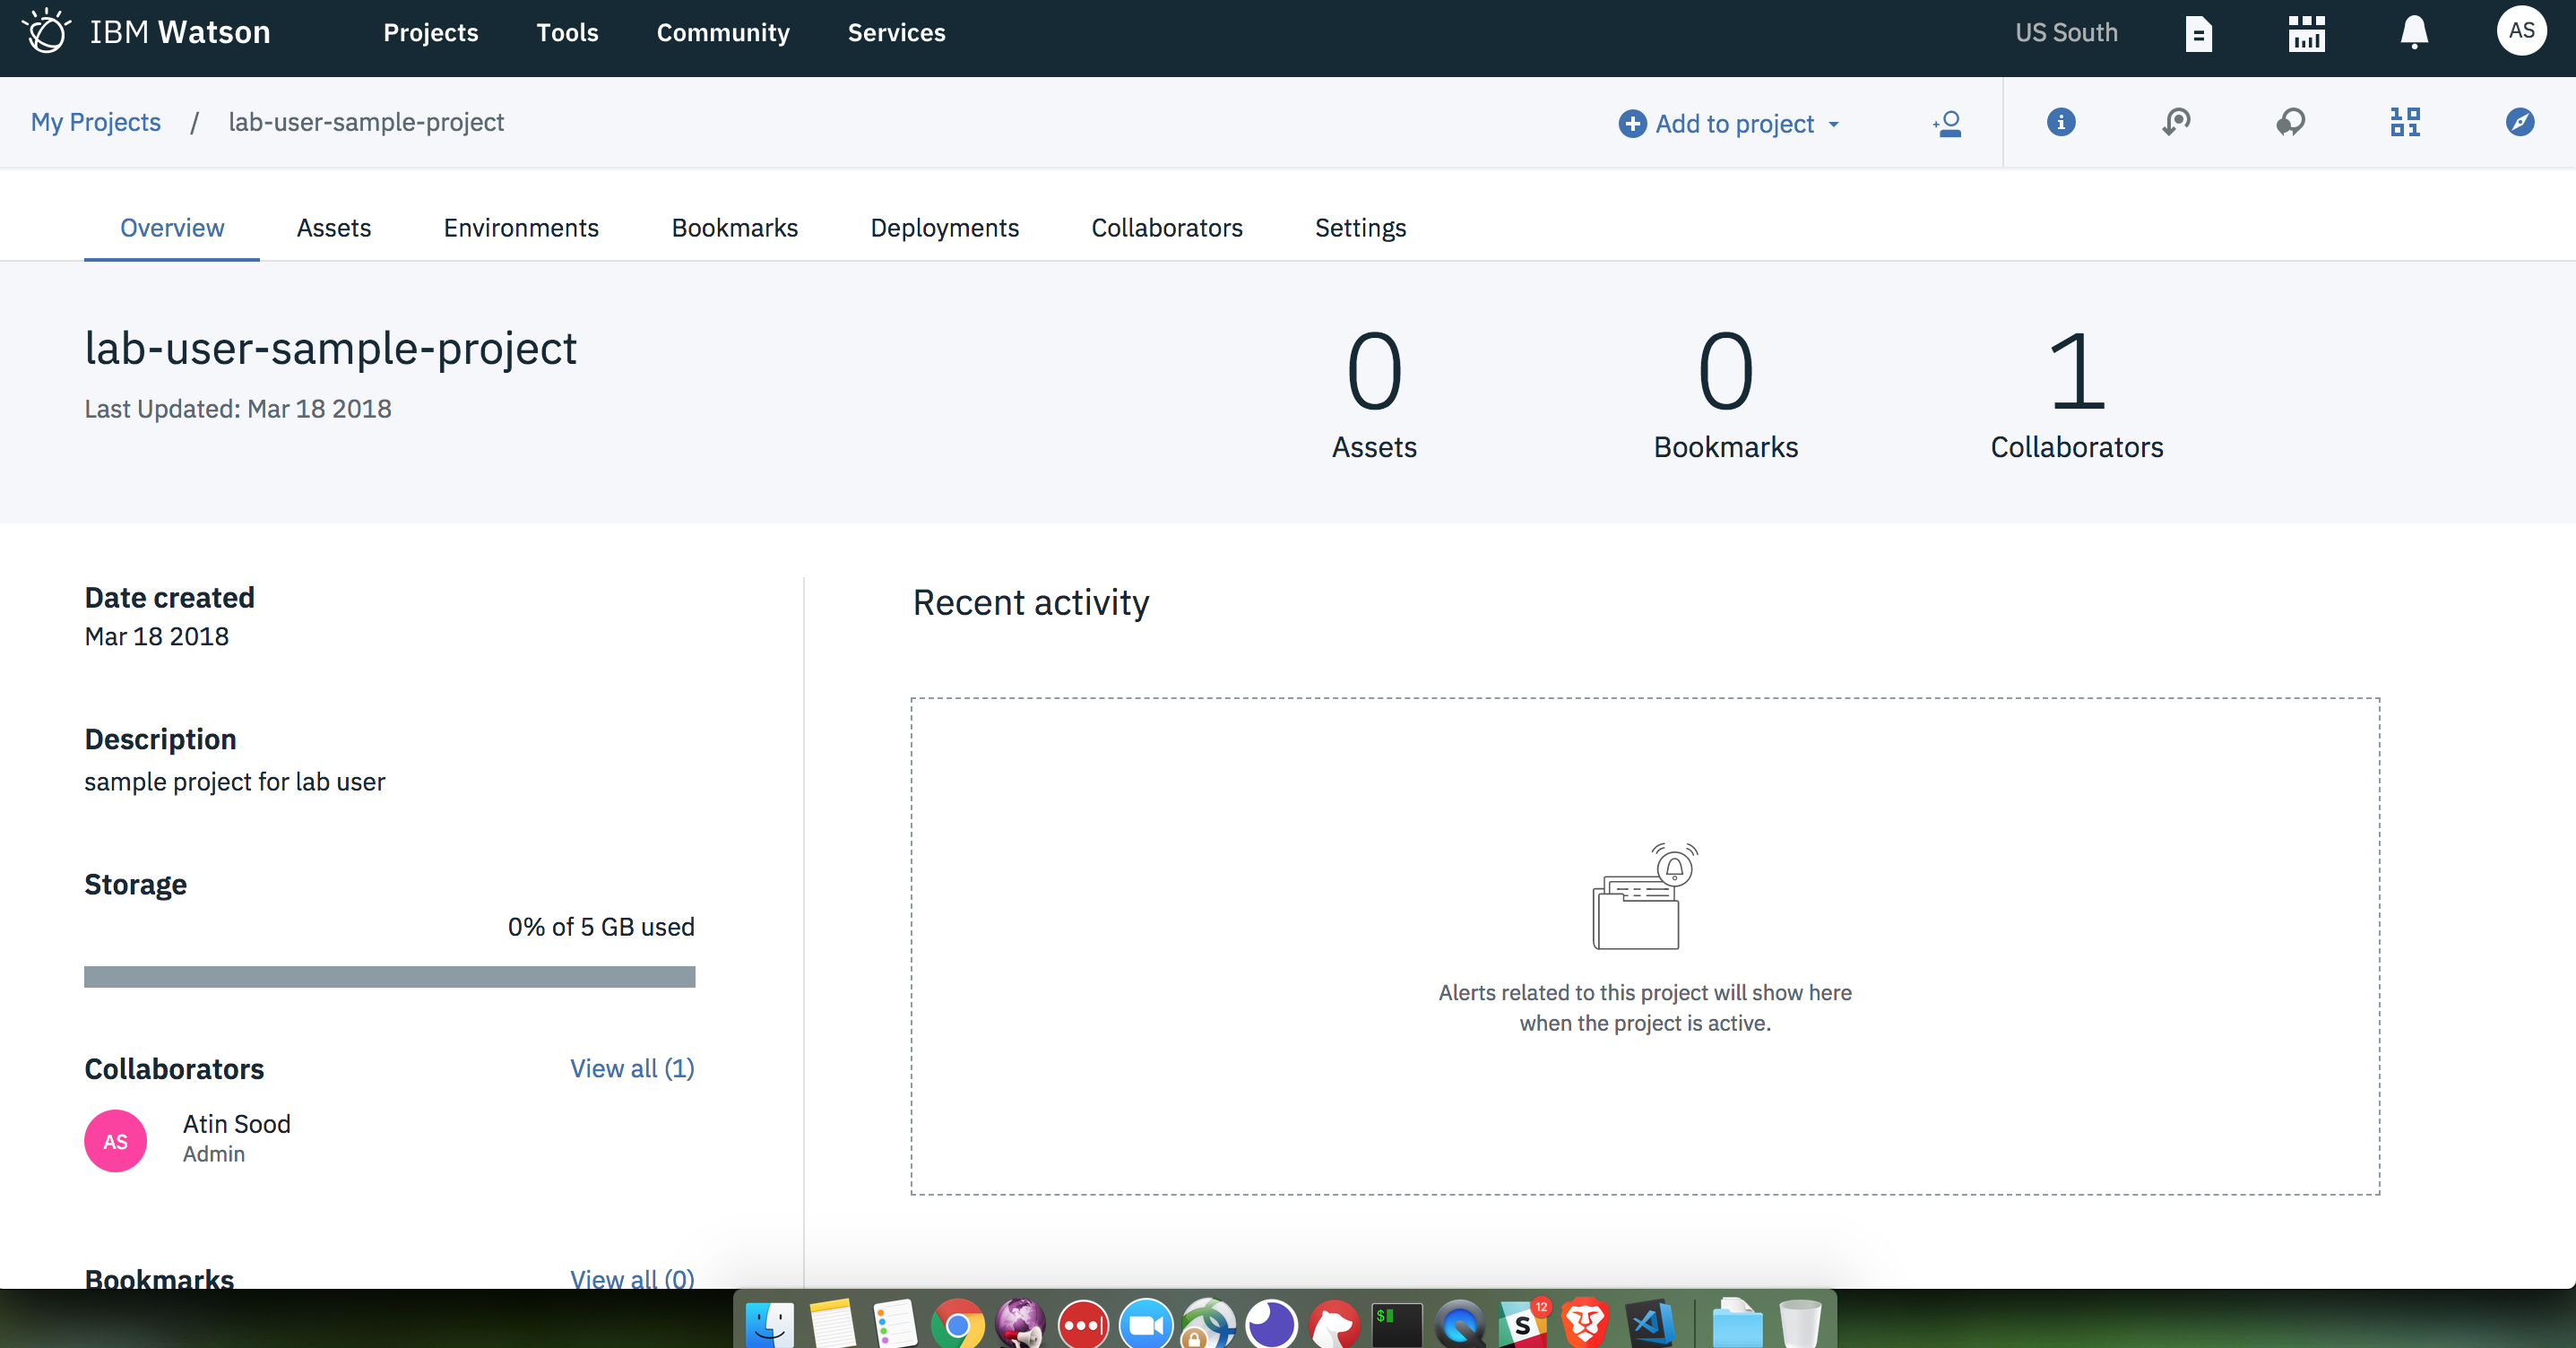 IBM Watson Projects Tools Community Services US South AS
My Projects / lab-user-sample-project Add to project
Overview Assets Environments Bookmarks Deployments Collaborators Settings
lab-user-sample-project
Last Updated: Mar 18 2018
0 0 1
Assets Bookmarks Collaborators
Date created
Mar 18 2018
Description
sample project for lab user
Storage
0% of 5 GB used
Collaborators View all (1)
AS
Atin Sood
Admin
Bookmarks View all (0)
Recent activity
Alerts related to this project will show here
when the project is active.
$
S
12